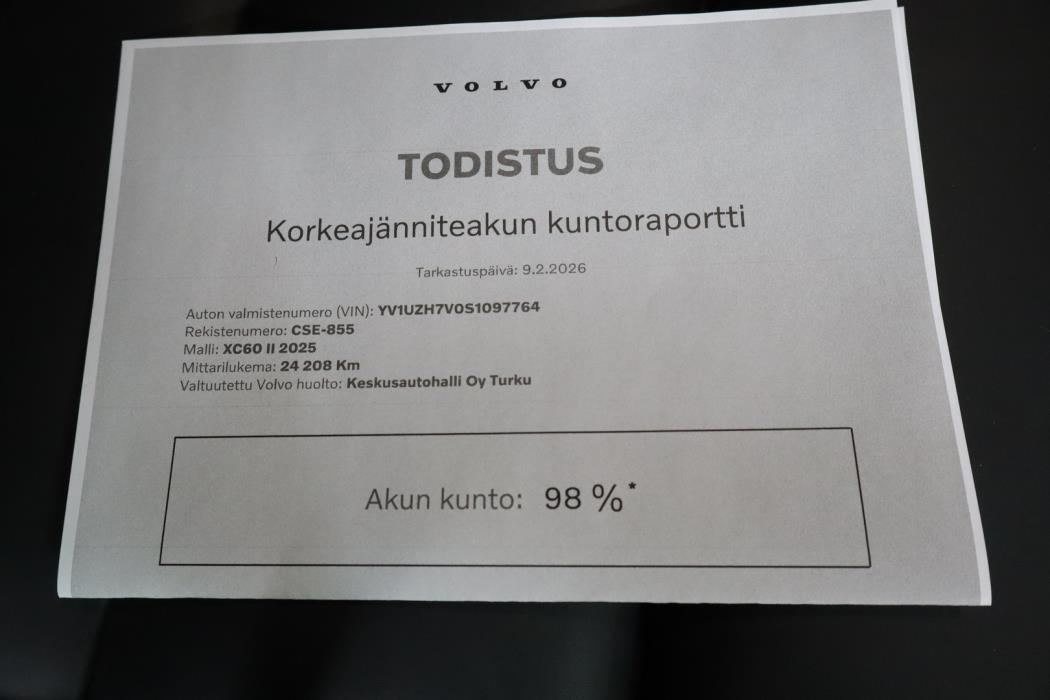 VOLVO
TODISTUS
Korkeajänniteakun kuntoraportti
Tarkastuspäivä: 9.2.2026
Auton valmistenumero (VIN): YV1UZH7V0S1097764
Rekistenumero: CSE-855
Malli: XC60 II 2025
Mittarilukema: 24 208 Km
Valtuutettu Volvo huolto: Keskusautohalli Oy Turku
Akun kunto: 98 %*